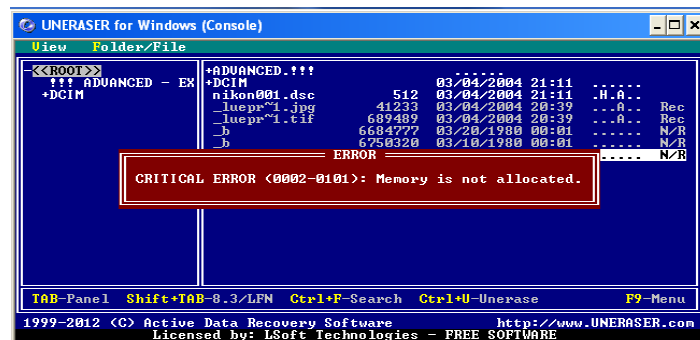 UNERASER for Windows (Console)
View Folder/File
-<<ROOT>> +ADVANCED.!!! ......
!!! ADVANCED - EX +DCIM 03/04/2004 21:11 ......
+DCIM nikon001.dsc 512 03/04/2004 21:11 .H.A..
_luepr~1.jpg 41233 03/04/2004 20:39 ...A.. Rec
_luepr~1.tif 689489 03/04/2004 20:39 ...A.. Rec
_b 6684777 03/20/1980 00:01 ...... N/R
_b 6750320 03/10/1980 00:01 ...... N/R
ERROR ...... N/R
CRITICAL ERROR (0002-0101): Memory is not allocated.
TAB-Panel Shift+TAB-8.3/LFN Ctrl+F-Search Ctrl+U-Unerase F9-Menu
1999-2012 (C) Active Data Recovery Software http://www.UNERASER.com
Licensed by: LSoft Technologies - FREE SOFTWARE